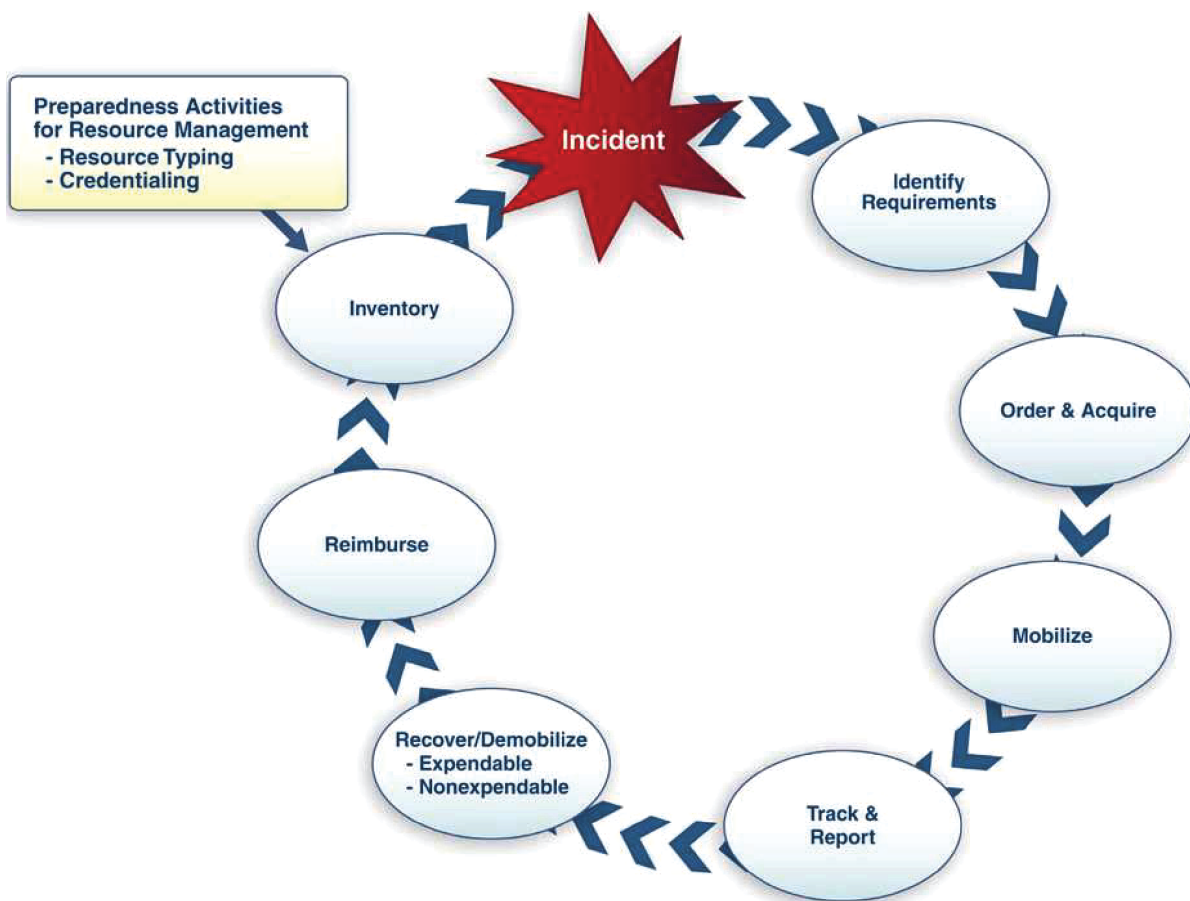 Preparedness Activities
for Resource Management
- Resource Typing
- Credentialing
Incident
Identify
Requirements
Order & Acquire
Mobilize
Track &
Report
Recover/Demobilize
- Expendable
- Nonexpendable
Reimburse
Inventory